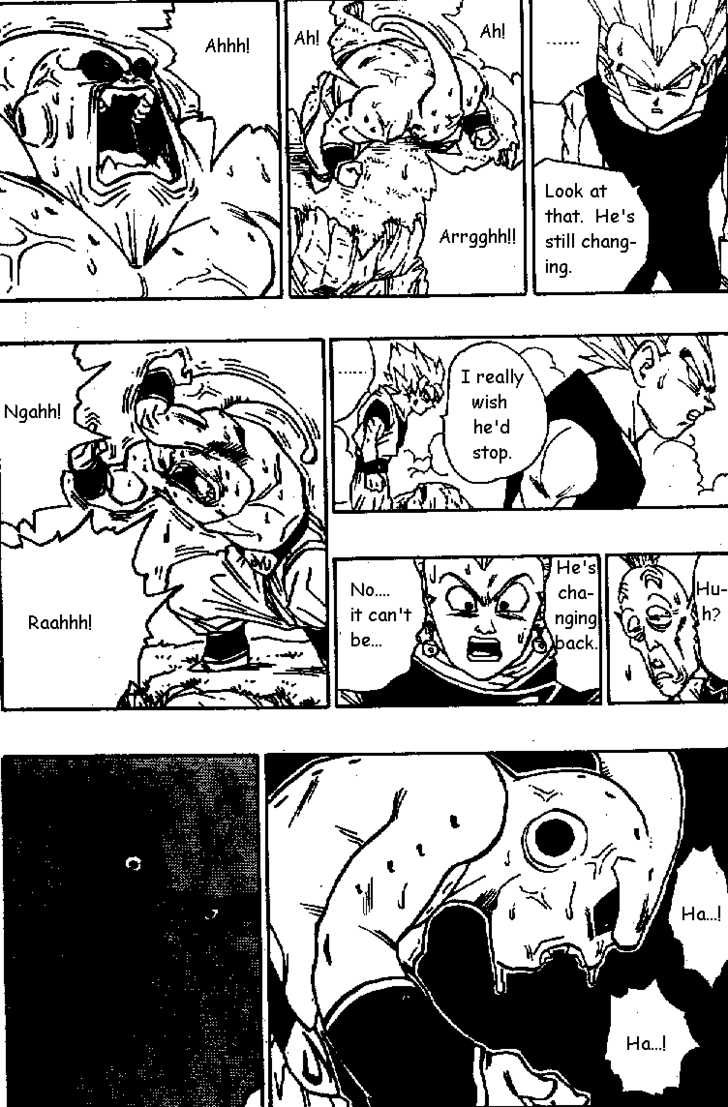 Ahhh!
Ah!
Ah!
Arrgghh!!
......
Look at
that. He's
still chang-
ing.
Ngahh!
Raahhh!
......
I really
wish
he'd
stop.
No....
it can't
be...
He's
cha-
nging
back.
Hu-
h?
Ha...!
Ha...!